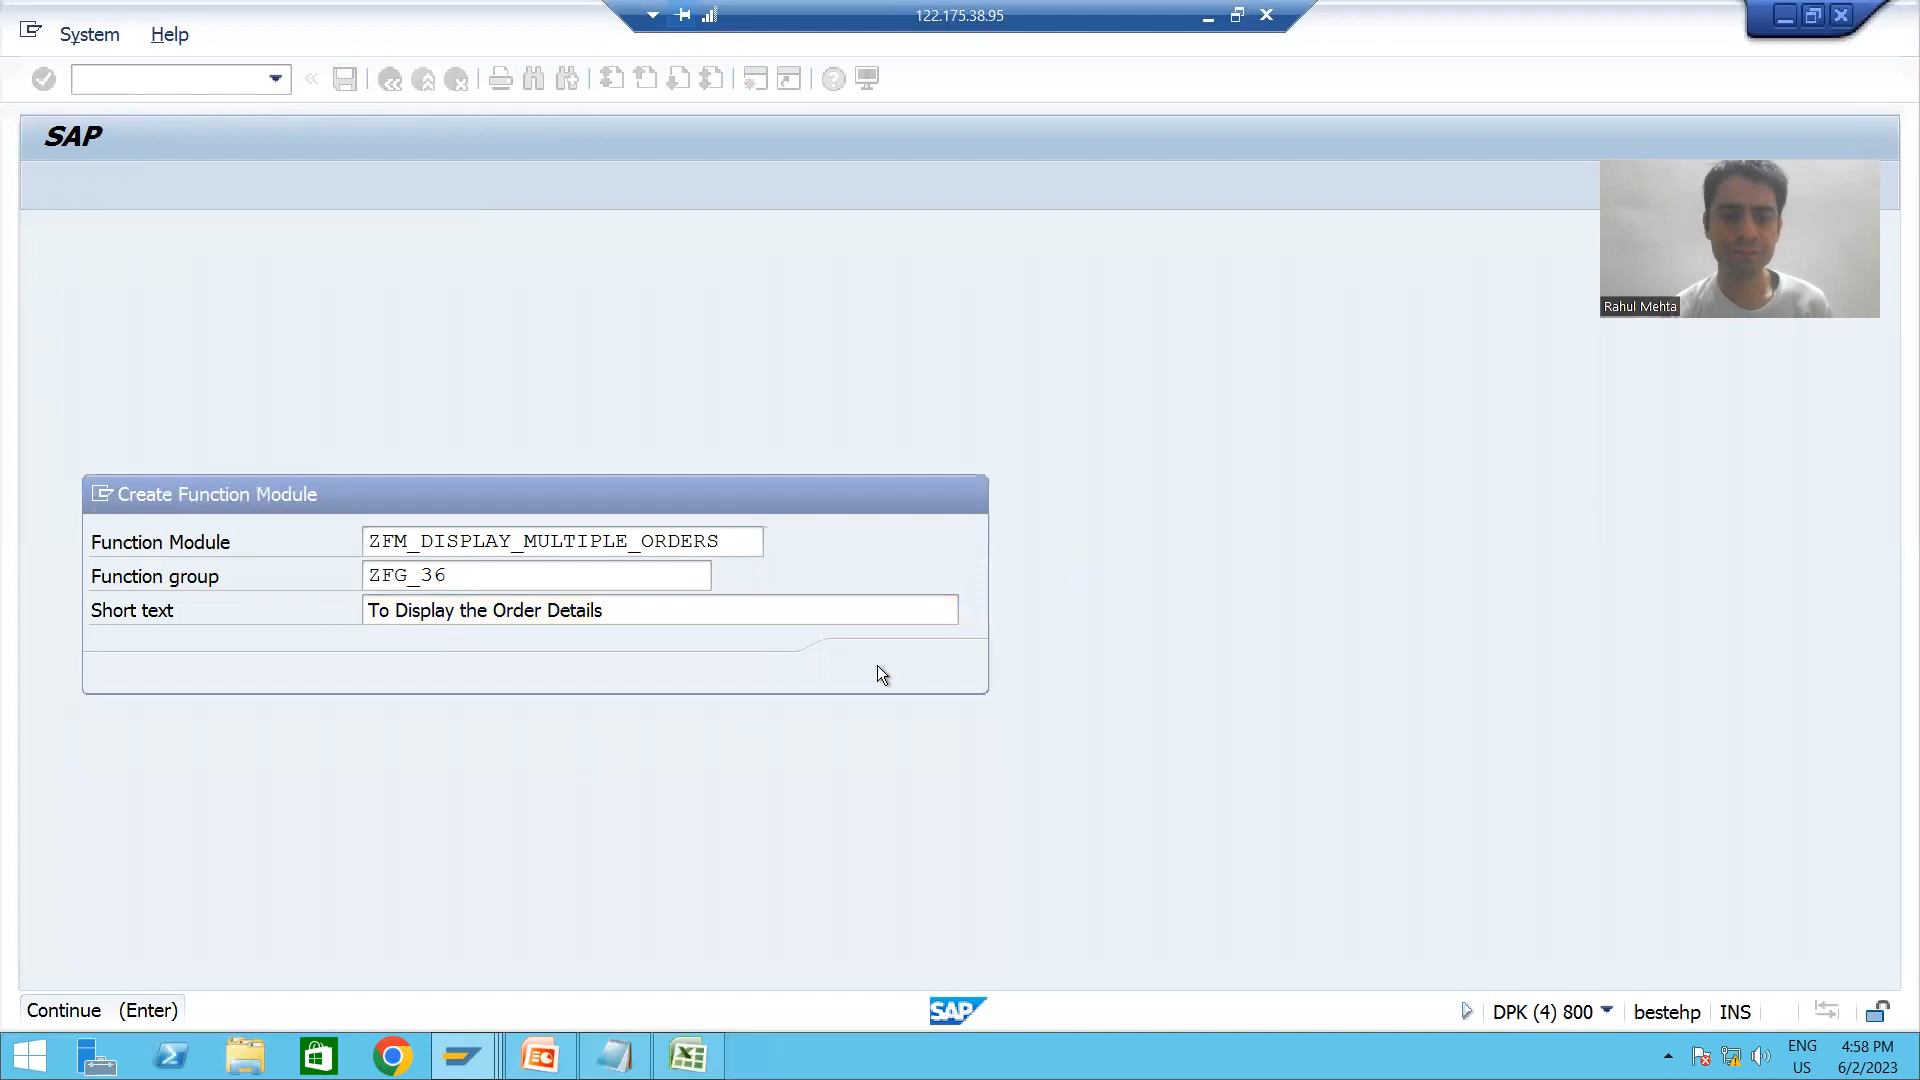 122.175.38.95
System Help
SAP
Rahul Mehta
Create Function Module
Function Module ZFM_DISPLAY_MULTIPLE_ORDERS
Function group ZFG_36
Short text To Display the Order Details
Continue (Enter)
SAP
DPK (4) 800 bestehp INS
ENG 4:58 PM
US 6/2/2023